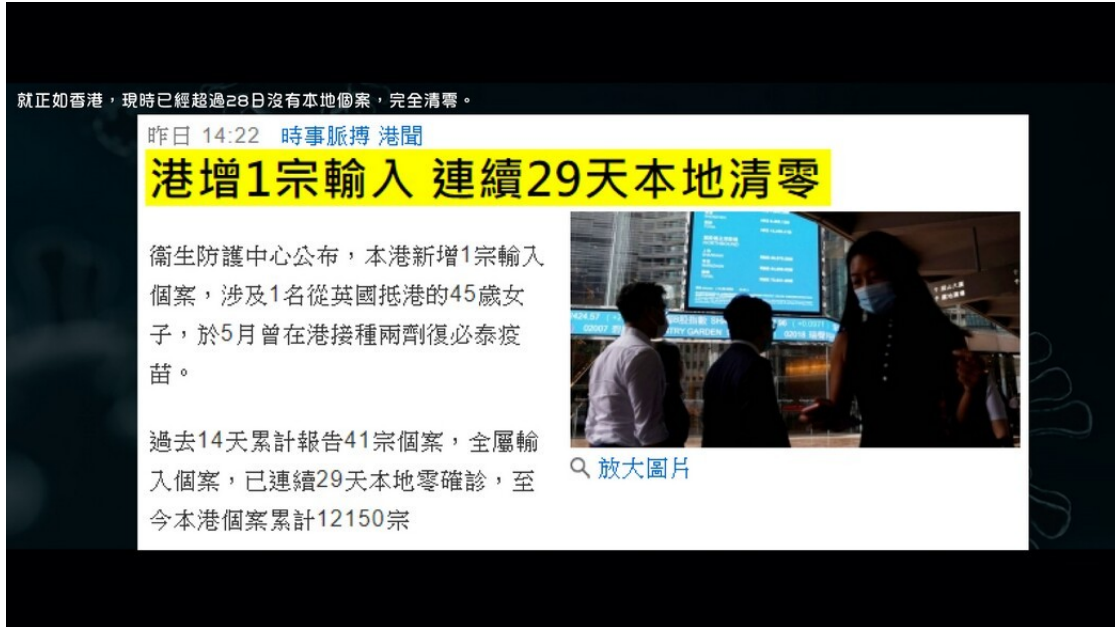 就正如香港，現時已經超過28日沒有本地個案，完全清零。
昨日 14:22 時事脈搏 港聞
港增1宗輸入 連續29天本地清零
衞生防護中心公布，本港新增1宗輸入
個案，涉及1名從英國抵港的45歲女
子，於5月曾在港接種兩劑復必泰疫
苗。
過去14天累計報告41宗個案，全屬輸
入個案，已連續29天本地零確診，至
今本港個案累計12150宗
02007
TRY GARDEN
02018
放大圖片